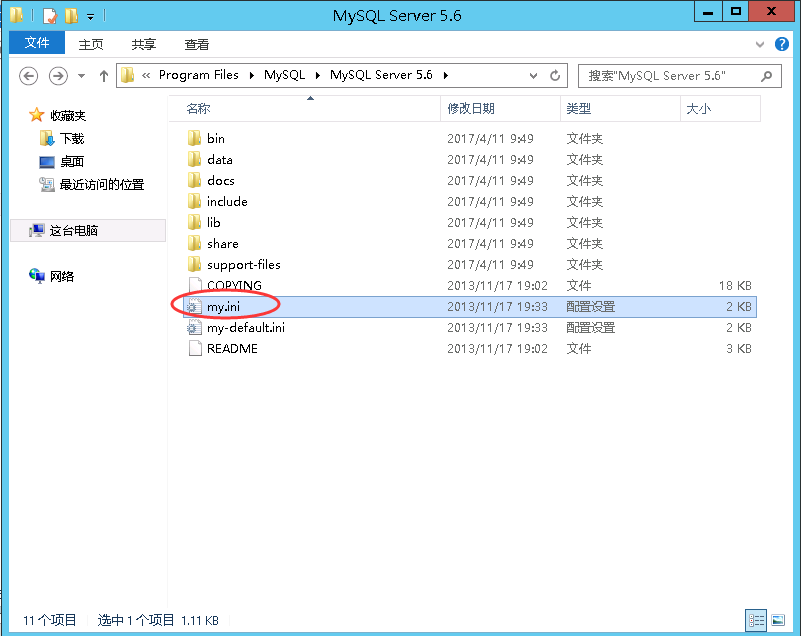 MySQL Server 5.6
文件 主页 共享 查看
« Program Files MySQL MySQL Server 5.6 搜索"MySQL Server 5.6"
收藏夹
下载
桌面
最近访问的位置
这台电脑
网络
名称 修改日期 类型 大小
bin 2017/4/11 9:49 文件夹
data 2017/4/11 9:49 文件夹
docs 2017/4/11 9:49 文件夹
include 2017/4/11 9:49 文件夹
lib 2017/4/11 9:49 文件夹
share 2017/4/11 9:49 文件夹
support-files 2017/4/11 9:49 文件夹
COPYING 2013/11/17 19:02 文件 18 KB
my.ini 2013/11/17 19:33 配置设置 2 KB
my-default.ini 2013/11/17 19:33 配置设置 2 KB
README 2013/11/17 19:02 文件 3 KB
11 个项目 选中 1 个项目 1.11 KB